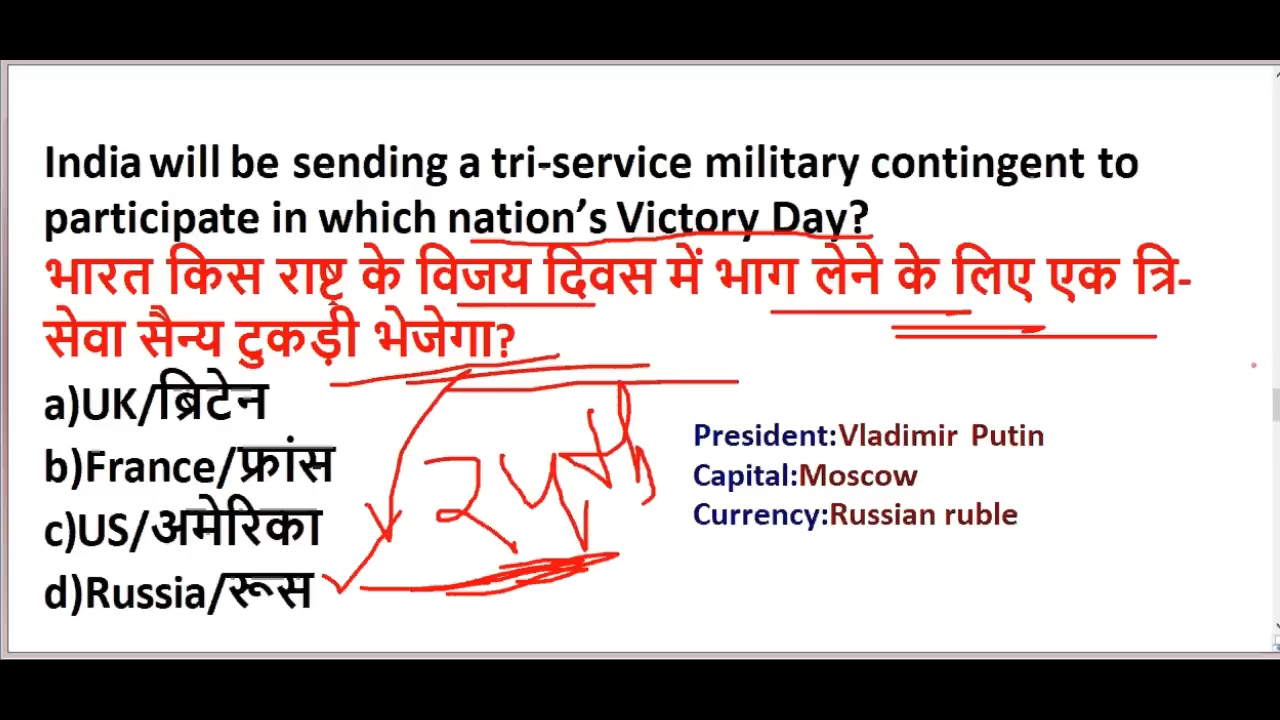 India will be sending a tri-service military contingent to
participate in which nation's Victory Day?
भारत किस राष्ट्र के विजय दिवस में भाग लेने के लिए एक त्रि-
सेवा सैन्य टुकड़ी भेजेगा?
a)UK/ब्रिटेन
b)France/फ्रांस
c)US/अमेरिका
d)Russia/रूस
President:Vladimir Putin
Capital:Moscow
Currency:Russian ruble